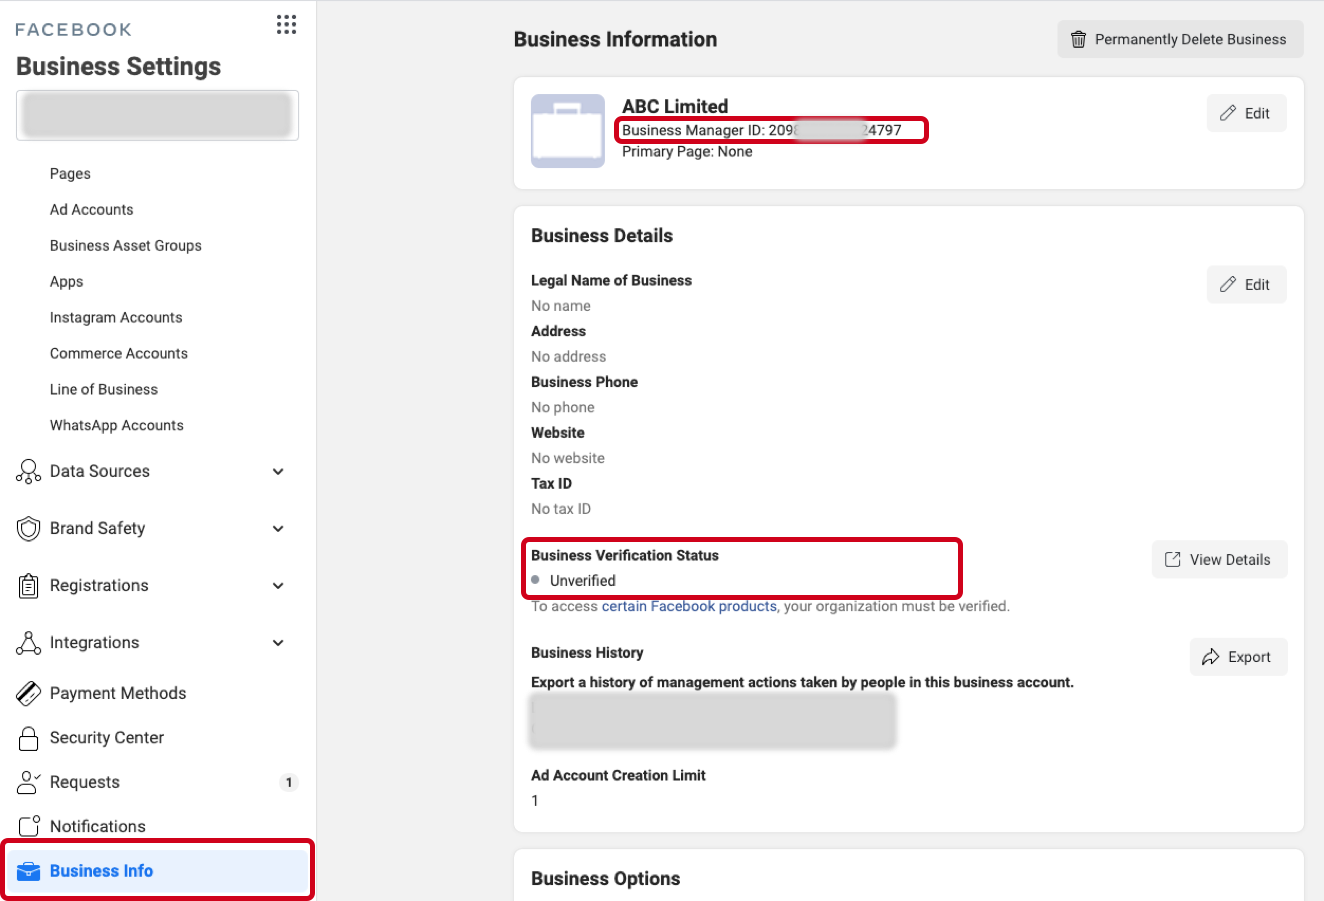 FACEBOOK
Business Settings
Pages
Ad Accounts
Business Asset Groups
Apps
Instagram Accounts
Commerce Accounts
Line of Business
WhatsApp Accounts
Data Sources
Brand Safety
Registrations
Integrations
Payment Methods
Security Center
Requests 1
Notifications
Business Info
Business Information
Permanently Delete Business
ABC Limited
Edit
Business Manager ID: 209 24797
Primary Page: None
Business Details
Legal Name of Business
Edit
No name
Address
No address
Business Phone
No phone
Website
No website
Tax ID
No tax ID
Business Verification Status
View Details
Unverified
To access certain Facebook products, your organization must be verified.
Business History
Export
Export a history of management actions taken by people in this business account.
Ad Account Creation Limit
1
Business Options